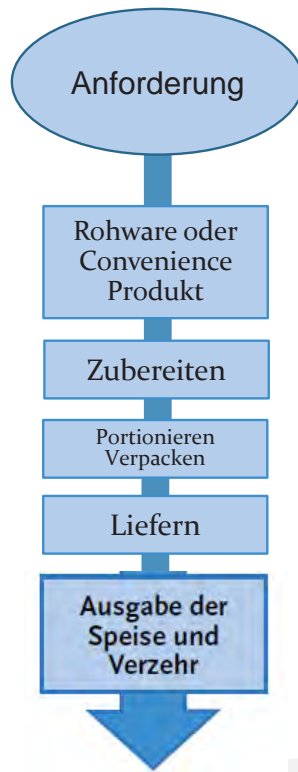 Anforderung
Rohware oder
Convenience
Produkt
Zubereiten
Portionieren
Verpacken
Liefern
Ausgabe der
Speise und
Verzehr